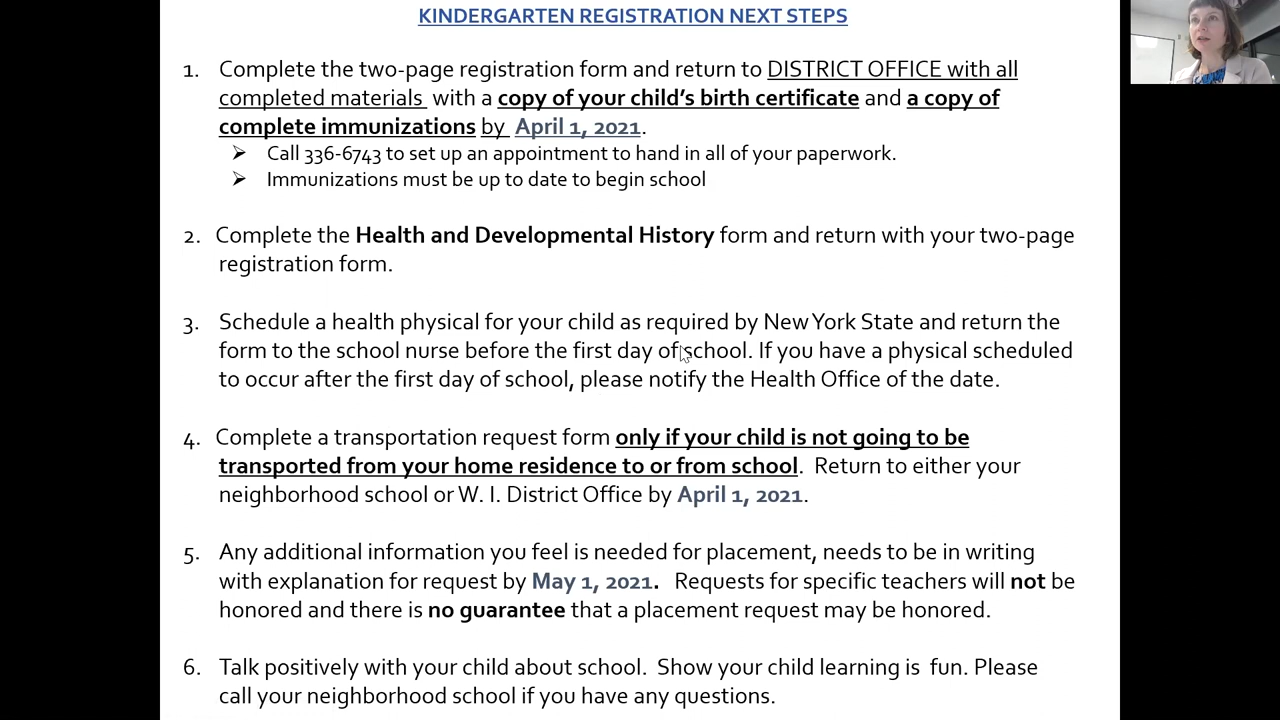 KINDERGARTEN REGISTRATION NEXT STEPS
1. Complete the two-page registration form and return to DISTRICT OFFICE with all
completed materials with a copy of your child's birth certificate and a copy of
complete immunizations by April 1, 2021.
➢ Call 336-6743 to set up an appointment to hand in all of your paperwork.
➢ Immunizations must be up to date to begin school
2. Complete the Health and Developmental History form and return with your two-page
registration form.
3. Schedule a health physical for your child as required by New York State and return the
form to the school nurse before the first day of school. If you have a physical scheduled
to occur after the first day of school, please notify the Health Office of the date.
4. Complete a transportation request form only if your child is not going to be
transported from your home residence to or from school. Return to either your
neighborhood school or W. I. District Office by April 1, 2021.
5. Any additional information you feel is needed for placement, needs to be in writing
with explanation for request by May 1, 2021. Requests for specific teachers will not be
honored and there is no guarantee that a placement request may be honored.
6. Talk positively with your child about school. Show your child learning is fun. Please
call your neighborhood school if you have any questions.